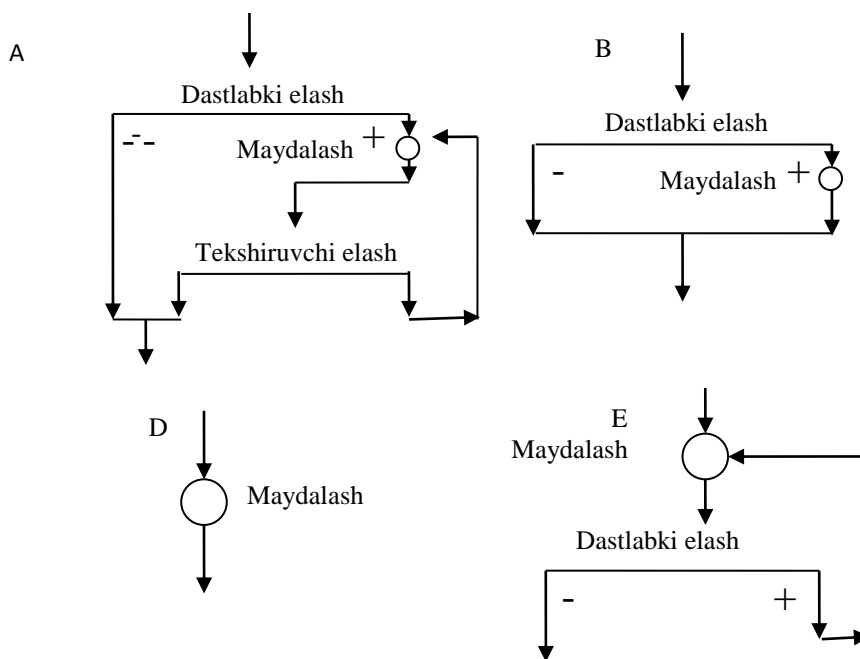 A
Dastlabki elash
--- +
Maydalash
Tekshiruvchi elash
B
Dastlabki elash
- +
Maydalash
D
Maydalash
E
Maydalash
Dastlabki elash
- +